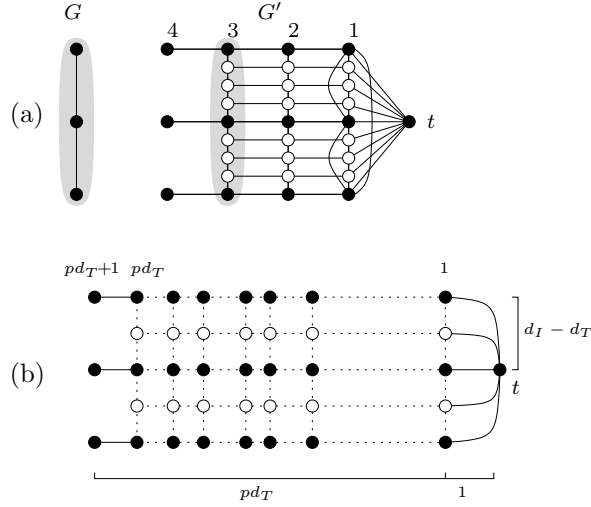 G G′
4 3 2 1
(a)
t
pd_T+1 pd_T 1
d_I − d_T
(b)
t
pd_T 1